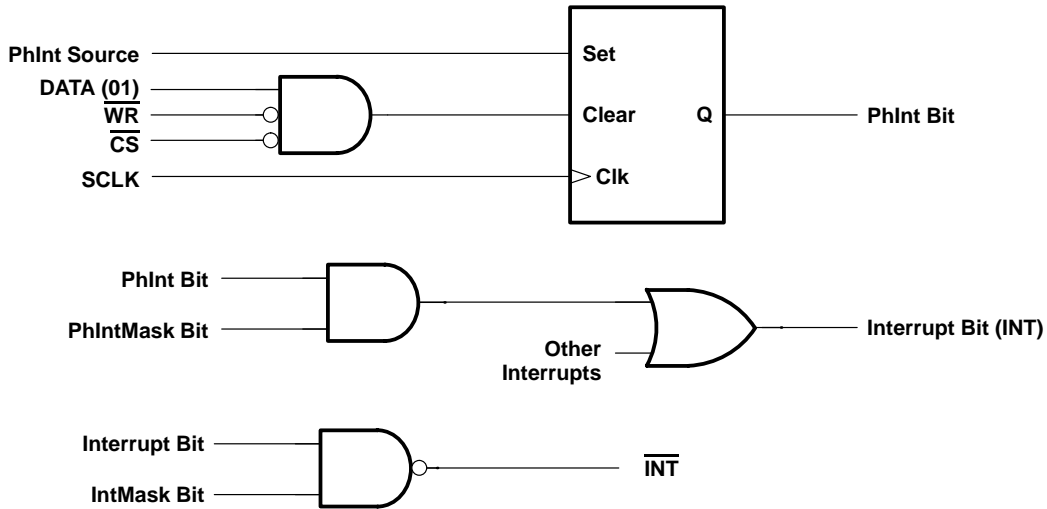 PhInt Source
Set
DATA (01)
WR
Clear
Q
PhInt Bit
CS
SCLK
Clk
PhInt Bit
PhIntMask Bit
Other
Interrupts
Interrupt Bit (INT)
Interrupt Bit
INT
IntMask Bit